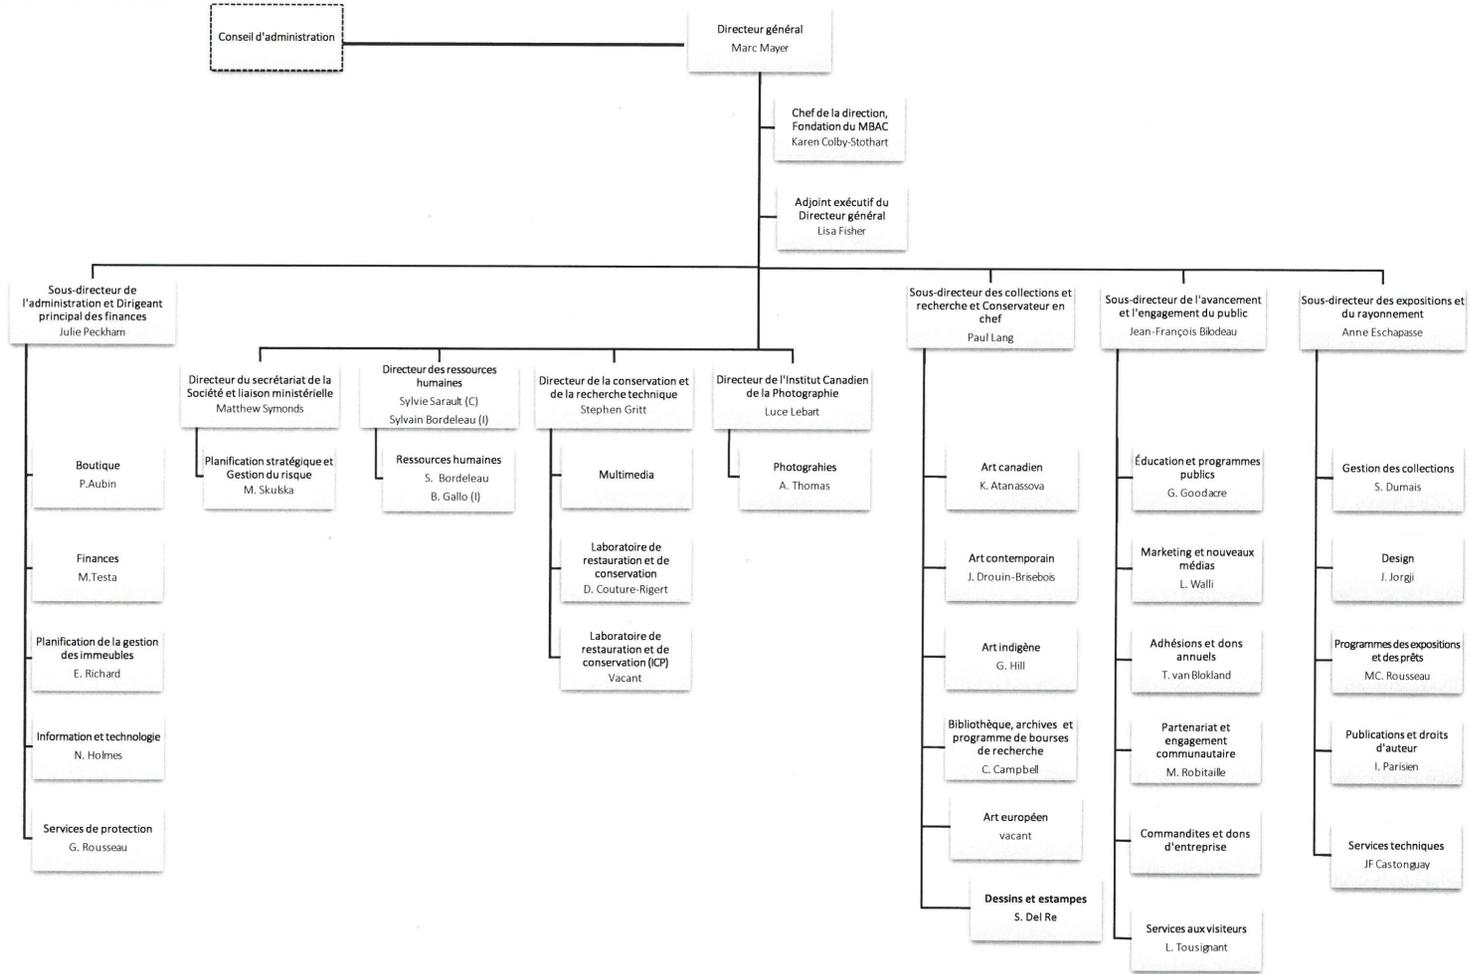 Conseil d'administration
Directeur général
Marc Mayer
Chef de la direction,
Fondation du MBAC
Karen Colby-Stothart
Adjoint exécutif du
Directeur général
Lisa Fisher
Sous-directeur de
l'administration et Dirigeant
principal des finances
Julie Peckham
Boutique
P.Aubin
Finances
M.Testa
Planification de la gestion
des immeubles
E. Richard
Information et technologie
N. Holmes
Services de protection
G. Rousseau
Directeur du secrétariat de la
Société et liaison ministérielle
Matthew Symonds
Planification stratégique et
Gestion du risque
M. Skulska
Directeur des ressources
humaines
Sylvie Sarault (C)
Sylvain Bordeleau (I)
Ressources humaines
S. Bordeleau
B. Gallo (I)
Directeur de la conservation et
de la recherche technique
Stephen Gritt
Multimedia
Laboratoire de
restauration et de
conservation
D. Couture-Rigert
Laboratoire de
restauration et de
conservation (ICP)
Vacant
Directeur de l'Institut Canadien
de la Photographie
Luce Lebart
Photograhies
A. Thomas
Sous-directeur des collections et
recherche et Conservateur en
chef
Paul Lang
Art canadien
K. Atanassova
Art contemporain
J. Drouin-Brisebois
Art indigène
G. Hill
Bibliothèque, archives et
programme de bourses
de recherche
C. Campbell
Art européen
vacant
Dessins et estampes
S. Del Re
Sous-directeur de l'avancement
et l'engagement du public
Jean-François Bilodeau
Éducation et programmes
publics
G. Goodacre
Marketing et nouveaux
médias
L. Walli
Adhésions et dons
annuels
T. van Blokland
Partenariat et
engagement
communautaire
M. Robitaille
Commandites et dons
d'entreprise
Services aux visiteurs
L. Tousignant
Sous-directeur des expositions et
du rayonnement
Anne Eschapasse
Gestion des collections
S. Dumais
Design
J. Jorgji
Programmes des expositions
et des prêts
MC. Rousseau
Publications et droits
d'auteur
I. Parisien
Services techniques
JF Castonguay